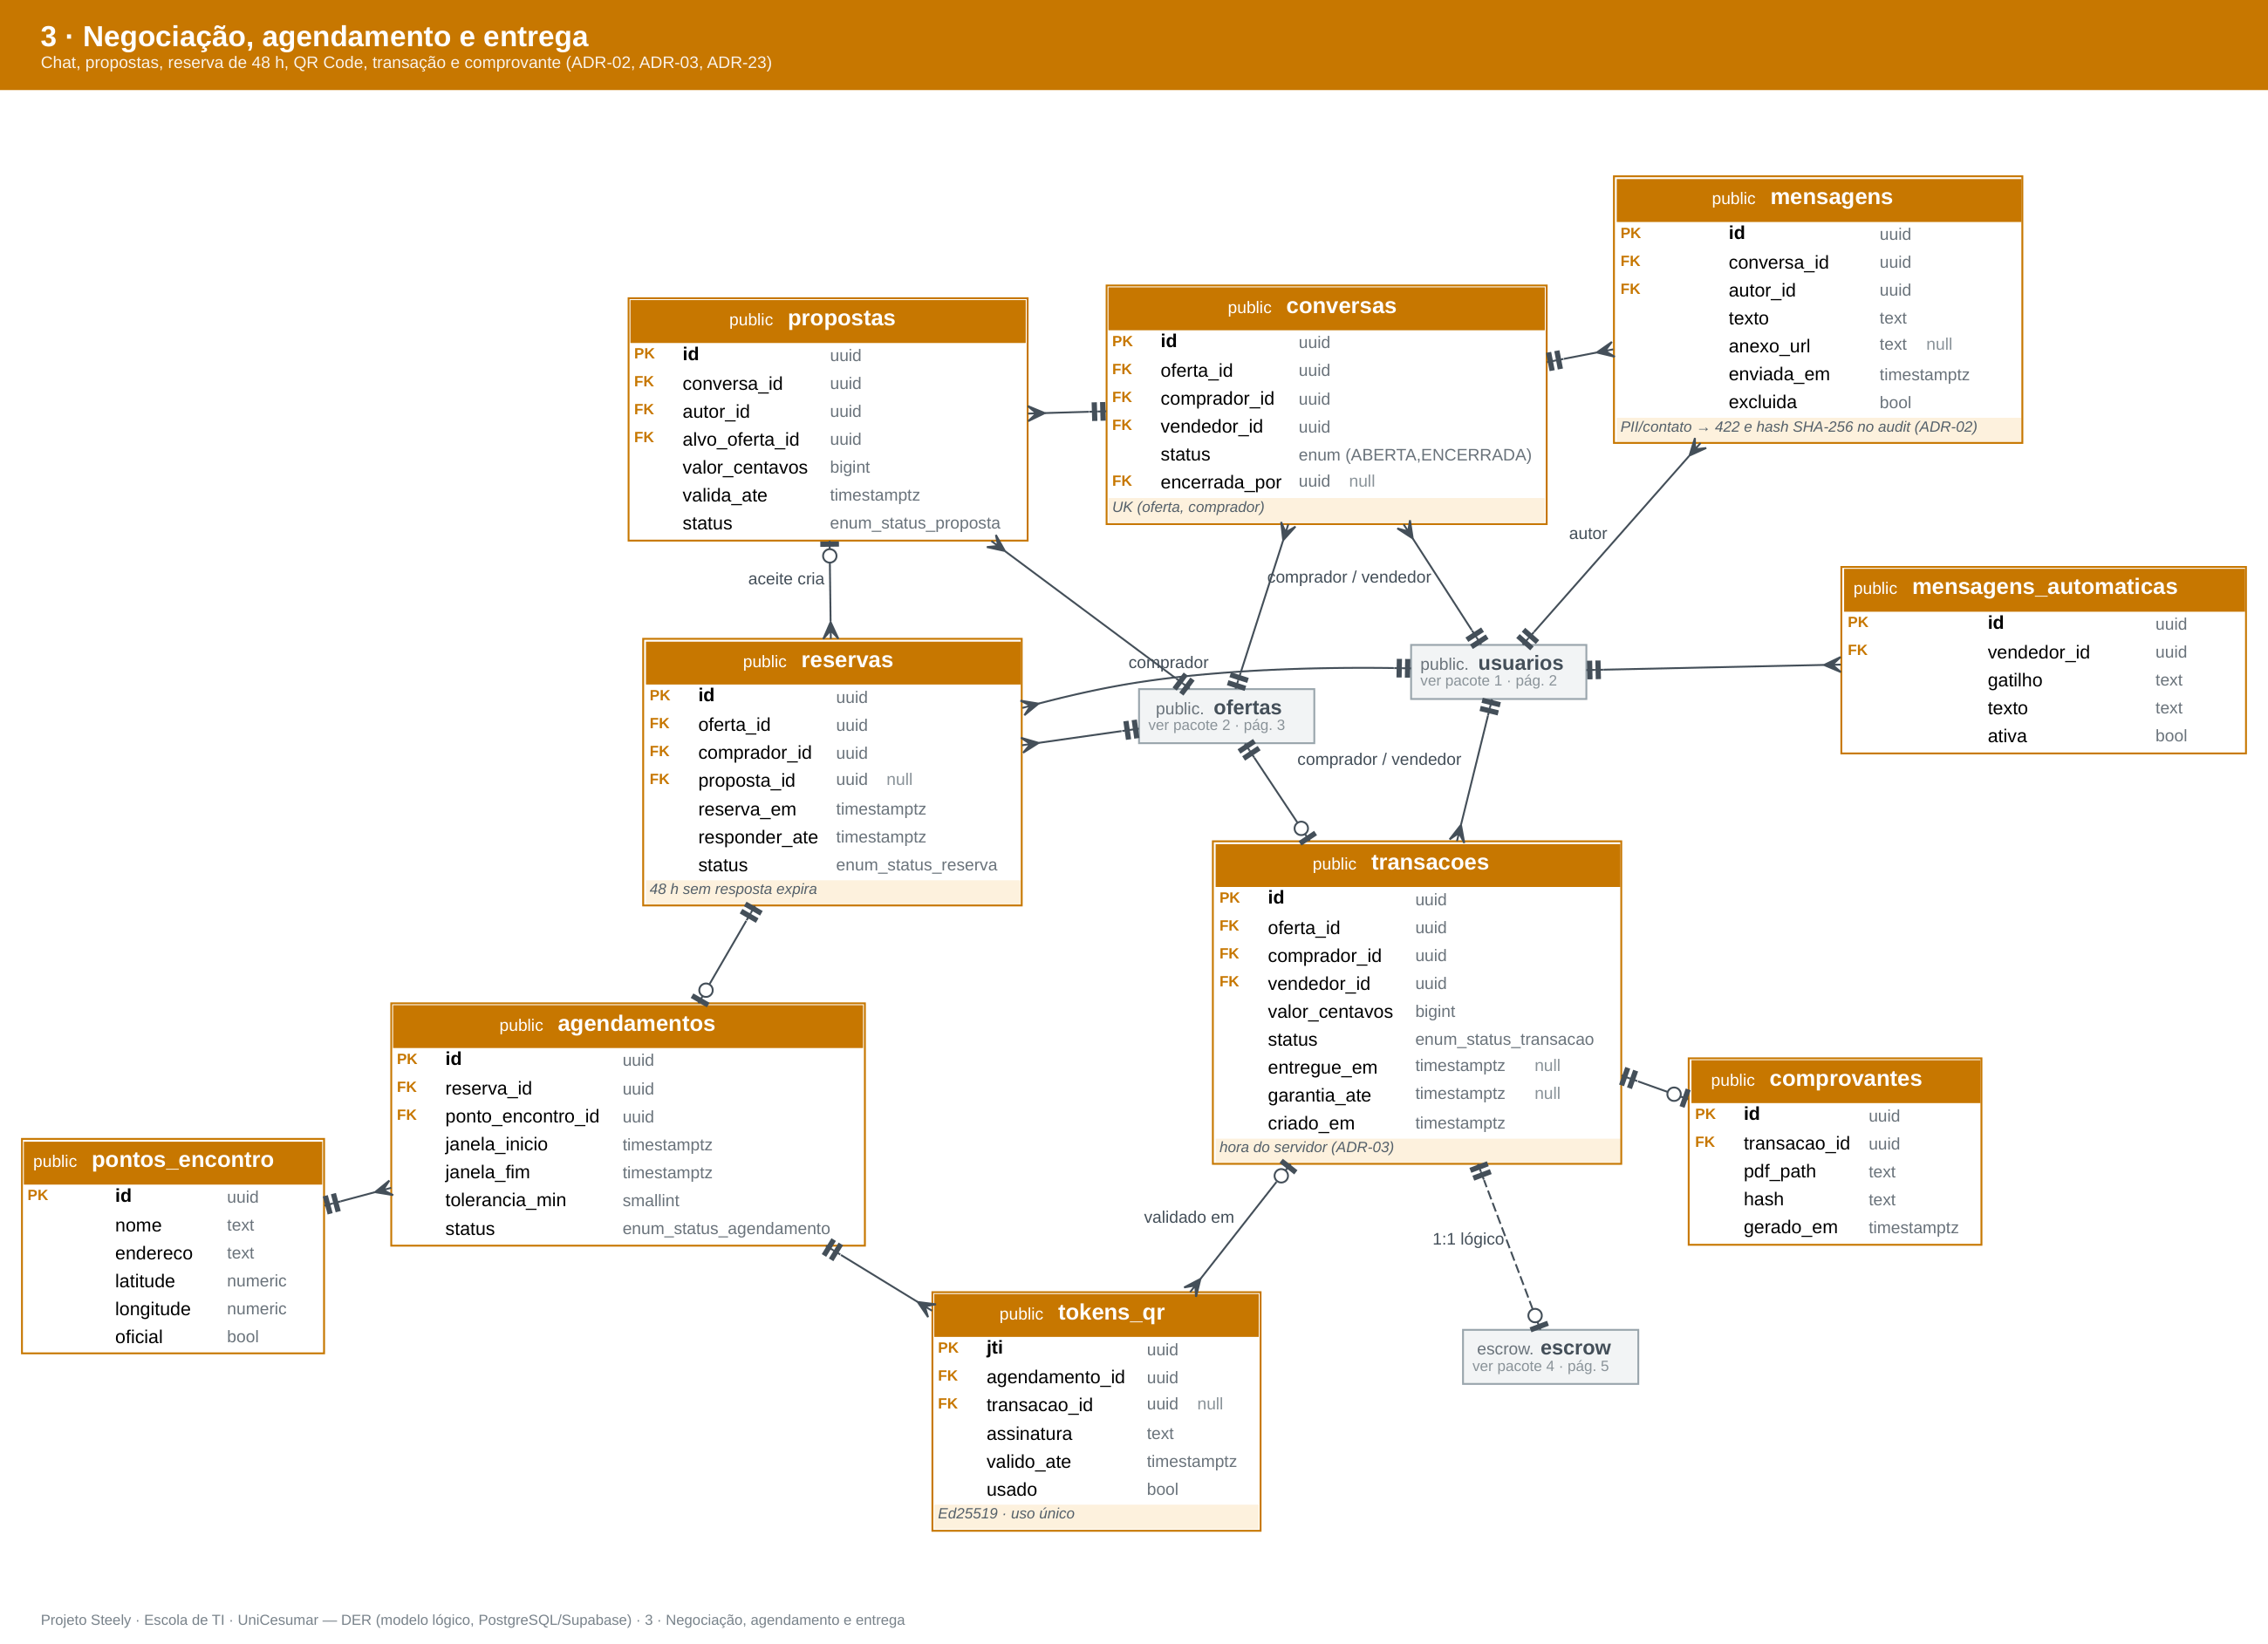 3 · Negociação, agendamento e entrega
Chat, propostas, reserva de 48 h, QR Code, transação e comprovante (ADR-02, ADR-03, ADR-23)
public mensagens
PK id uuid
FK conversa_id uuid
FK autor_id uuid
texto text
anexo_url text null
enviada_em timestamptz
excluida bool
PII/contato → 422 e hash SHA-256 no audit (ADR-02)
public conversas
PK id uuid
FK oferta_id uuid
FK comprador_id uuid
FK vendedor_id uuid
status enum (ABERTA,ENCERRADA)
FK encerrada_por uuid null
UK (oferta, comprador)
public propostas
PK id uuid
FK conversa_id uuid
FK autor_id uuid
FK alvo_oferta_id uuid
valor_centavos bigint
valida_ate timestamptz
status enum_status_proposta
autor
aceite cria
comprador / vendedor
public mensagens_automaticas
PK id uuid
FK vendedor_id uuid
gatilho text
texto text
ativa bool
public reservas
PK id uuid
FK oferta_id uuid
FK comprador_id uuid
FK proposta_id uuid null
reserva_em timestamptz
responder_ate timestamptz
status enum_status_reserva
48 h sem resposta expira
comprador
public. usuarios
ver pacote 1 · pág. 2
public. ofertas
ver pacote 2 · pág. 3
comprador / vendedor
public transacoes
PK id uuid
FK oferta_id uuid
FK comprador_id uuid
FK vendedor_id uuid
valor_centavos bigint
status enum_status_transacao
entregue_em timestamptz null
garantia_ate timestamptz null
criado_em timestamptz
hora do servidor (ADR-03)
public agendamentos
PK id uuid
FK reserva_id uuid
FK ponto_encontro_id uuid
janela_inicio timestamptz
janela_fim timestamptz
tolerancia_min smallint
status enum_status_agendamento
public comprovantes
PK id uuid
FK transacao_id uuid
pdf_path text
hash text
gerado_em timestamptz
public pontos_encontro
PK id uuid
nome text
endereco text
latitude numeric
longitude numeric
oficial bool
validado em
1:1 lógico
public tokens_qr
PK jti uuid
FK agendamento_id uuid
FK transacao_id uuid null
assinatura text
valido_ate timestamptz
usado bool
Ed25519 · uso único
escrow. escrow
ver pacote 4 · pág. 5
Projeto Steely · Escola de TI · UniCesumar — DER (modelo lógico, PostgreSQL/Supabase) · 3 · Negociação, agendamento e entrega